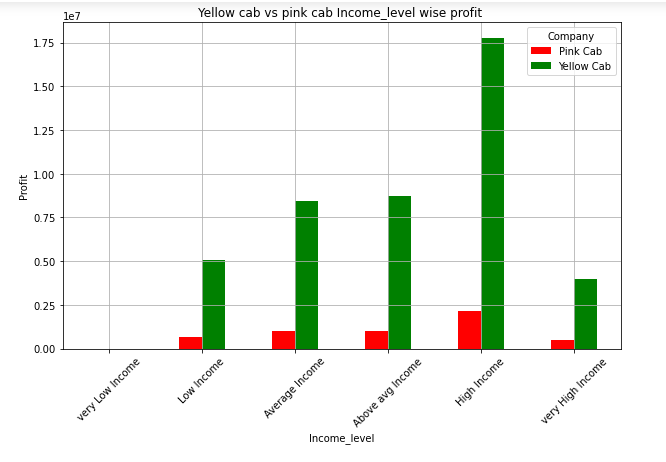 Yellow cab vs pink cab Income_level wise profit
1e7
Company
Pink Cab
Yellow Cab
1.75
1.50
1.25
1.00
0.75
0.50
0.25
0.00
Profit
very Low Income
Low Income
Average Income
Above avg Income
High Income
very High Income
Income_level